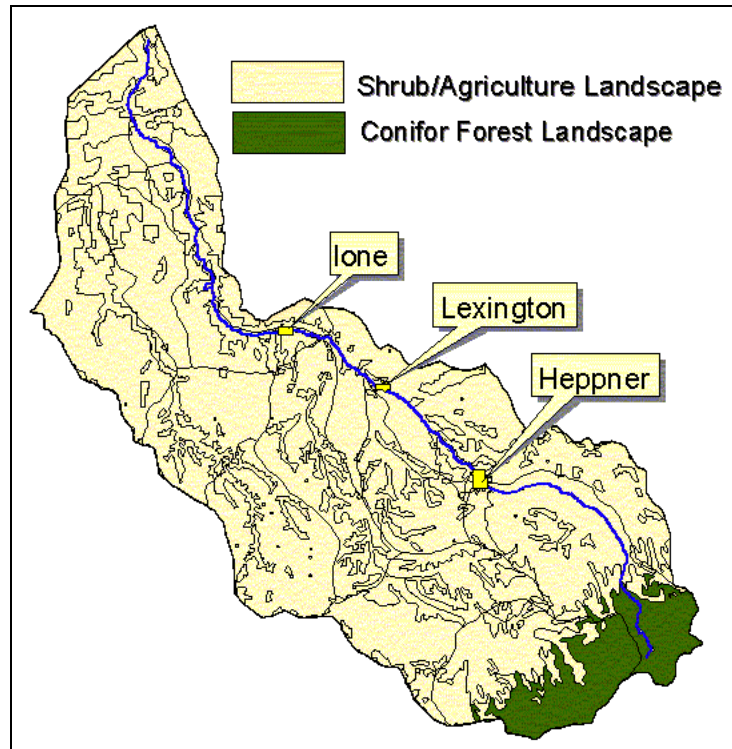 Shrub/Agriculture Landscape
Conifor Forest Landscape
Ione
Lexington
Heppner